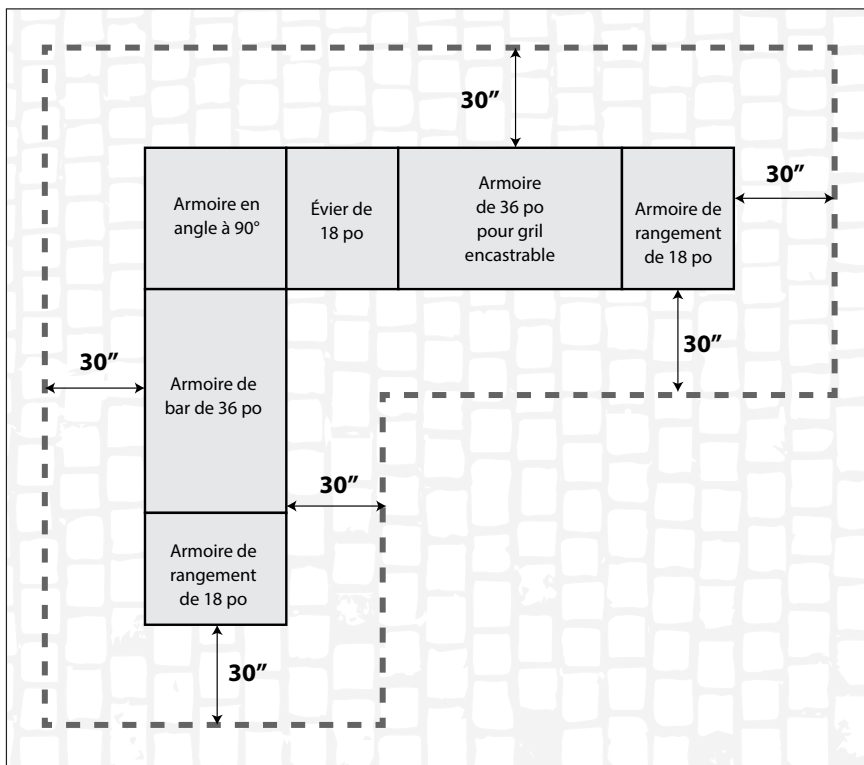 30”
Armoire en
angle à 90°
Évier de
18 po
Armoire
de 36 po
pour gril
encastrable
Armoire de
rangement
de 18 po
30”
30”
30”
Armoire de
bar de 36 po
30”
Armoire de
rangement
de 18 po
30”